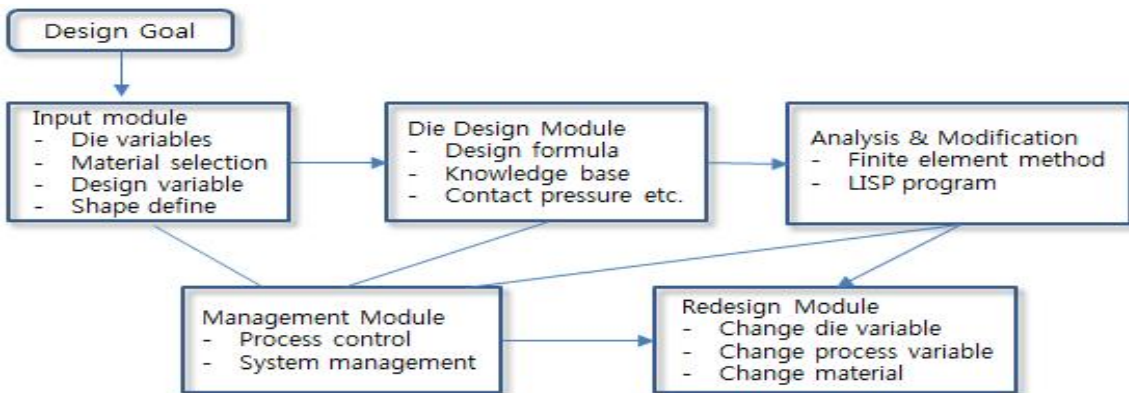 Design Goal
Input module
- Die variables
- Material selection
- Design variable
- Shape define
Die Design Module
- Design formula
- Knowledge base
- Contact pressure etc.
Analysis & Modification
- Finite element method
- LISP program
Management Module
- Process control
- System management
Redesign Module
- Change die variable
- Change process variable
- Change material